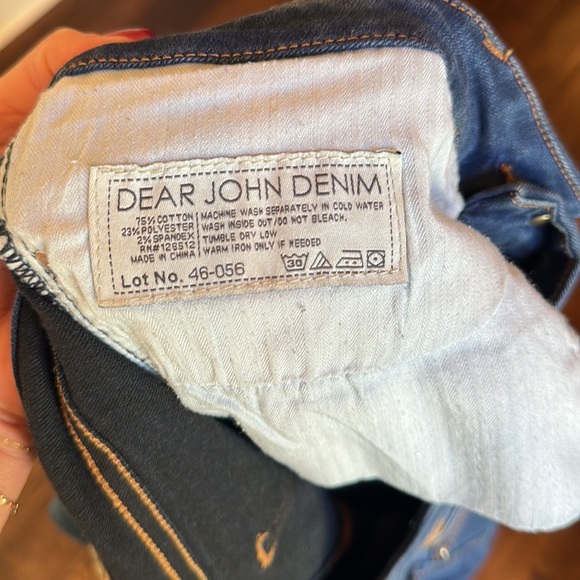 DEAR JOHN DENIM
75% COTTON
23% POLYESTER
2% SPANDEX
RN#126512
MADE IN CHINA
MACHINE WASH SEPARATELY IN COLD WATER
WASH INSIDE OUT/DO NOT BLEACH.
TUMBLE DRY LOW
WARM IRON ONLY IF NEEDED
Lot No. 46-056
30